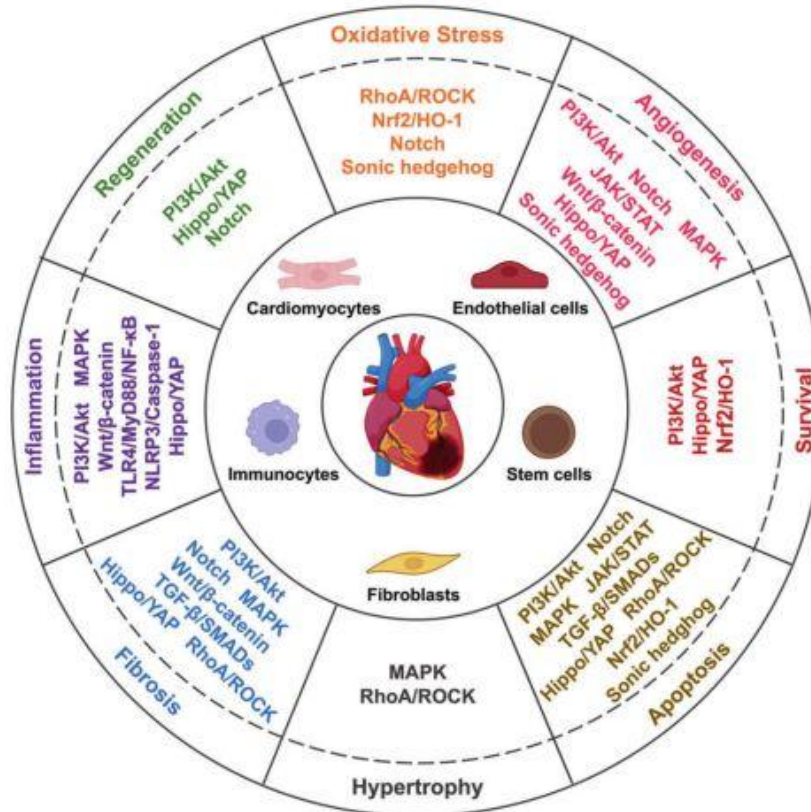 Oxidative Stress
RhoA/ROCK
Nrf2/HO-1
Notch
Sonic hedgehog
Angiogenesis
PI3K/Akt Notch MAPK
JAK/STAT
Wnt/β-catenin
Hippo/YAP
Sonic hedgehog
Survival
PI3K/Akt
Hippo/YAP
Nrf2/HO-1
Apoptosis
PI3K/Akt Notch
MAPK JAK/STAT
TGF-β/SMADs
Hippo/YAP RhoA/ROCK
Nrf2/HO-1
Sonic hedghog
Hypertrophy
MAPK
RhoA/ROCK
Fibrosis
PI3K/Akt
Notch MAPK
Wnt/β-catenin
TGF-β/SMADs
Hippo/YAP RhoA/ROCK
Inflammation
PI3K/Akt MAPK
Wnt/β-catenin
TLR4/MyD88/NF-κB
NLRP3/Caspase-1
Hippo/YAP
Regeneration
PI3K/Akt
Hippo/YAP
Notch
Cardiomyocytes
Endothelial cells
Immunocytes
Stem cells
Fibroblasts